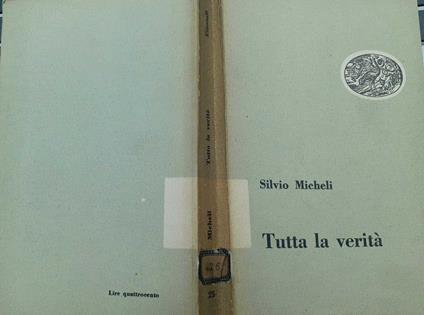 Silvio Micheli
Tutta la verità
Micheli
Tutta la verità
Einaudi
25
Lire quattrocento